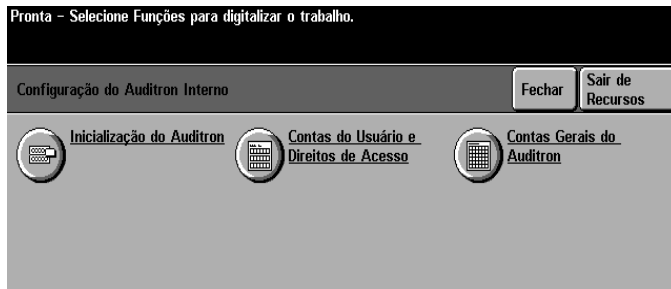 Pronta - Selecione Funções para digitalizar o trabalho.
Configuração do Auditron Interno
Fechar
Sair de
Recursos
Inicialização do Auditron
Contas do Usuário e
Direitos de Acesso
Contas Gerais do
Auditron